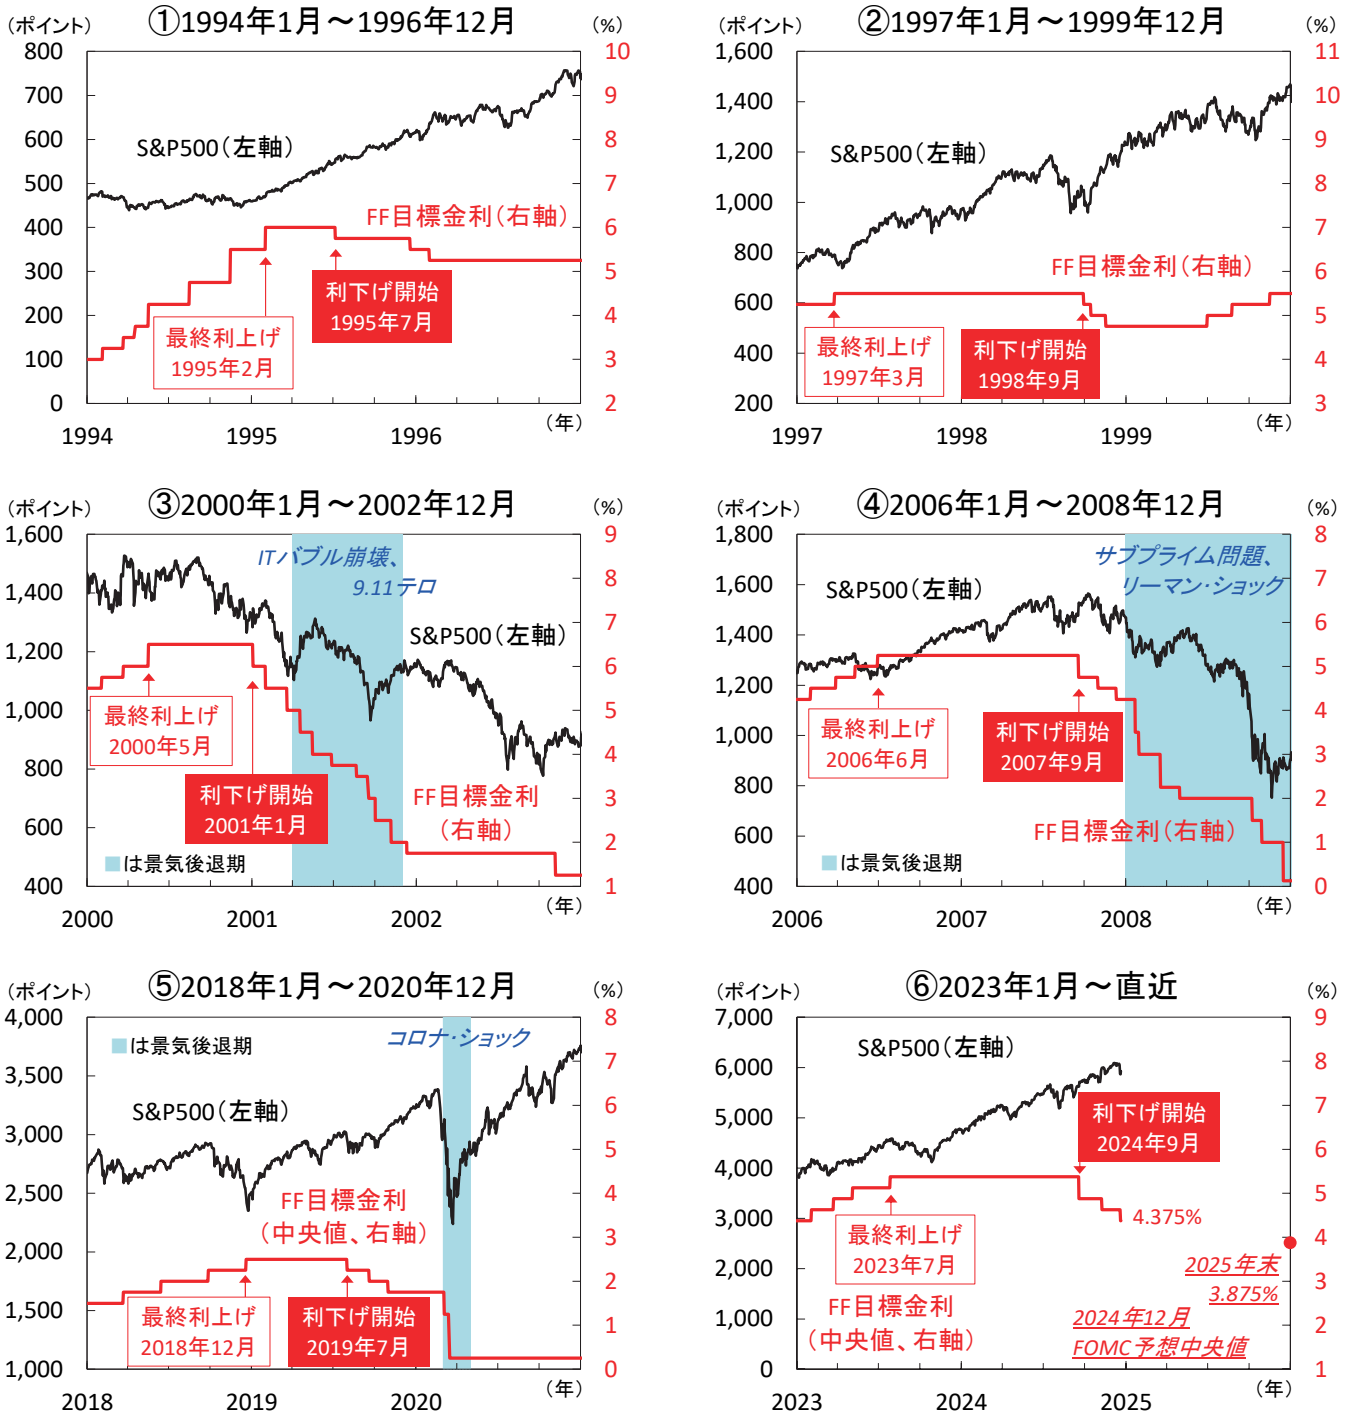 ①1994年1月～1996年12月
(ポイント)
(%)
800
700
600
500
400
300
200
100
0
10
9
8
7
6
5
4
3
2
S&P500(左軸)
FF目標金利(右軸)
最終利上げ
1995年2月
利下げ開始
1995年7月
1994
1995
1996
(年)
②1997年1月～1999年12月
(ポイント)
(%)
1,600
1,400
1,200
1,000
800
600
400
200
11
10
9
8
7
6
5
4
3
S&P500(左軸)
FF目標金利(右軸)
最終利上げ
1997年3月
利下げ開始
1998年9月
1997
1998
1999
(年)
③2000年1月～2002年12月
(ポイント)
(%)
1,600
1,400
1,200
1,000
800
600
400
9
8
7
6
5
4
3
2
1
ITバブル崩壊、
9.11テロ
S&P500(左軸)
最終利上げ
2000年5月
利下げ開始
2001年1月
FF目標金利
(右軸)
は景気後退期
2000
2001
2002
(年)
④2006年1月～2008年12月
(ポイント)
(%)
1,800
1,600
1,400
1,200
1,000
800
600
400
8
7
6
5
4
3
2
1
0
サブプライム問題、
リーマン・ショック
S&P500(左軸)
最終利上げ
2006年6月
利下げ開始
2007年9月
FF目標金利(右軸)
は景気後退期
2006
2007
2008
(年)
⑤2018年1月～2020年12月
(ポイント)
(%)
4,000
3,500
3,000
2,500
2,000
1,500
1,000
8
7
6
5
4
3
2
1
0
は景気後退期
コロナ・ショック
S&P500(左軸)
FF目標金利
(中央値、右軸)
最終利上げ
2018年12月
利下げ開始
2019年7月
2018
2019
2020
(年)
⑥2023年1月～直近
(ポイント)
(%)
7,000
6,000
5,000
4,000
3,000
2,000
1,000
0
9
8
7
6
5
4
3
2
1
S&P500(左軸)
利下げ開始
2024年9月
最終利上げ
2023年7月
4.375%
2025年末
3.875%
FF目標金利
(中央値、右軸)
2024年12月
FOMC予想中央値
2023
2024
2025
(年)